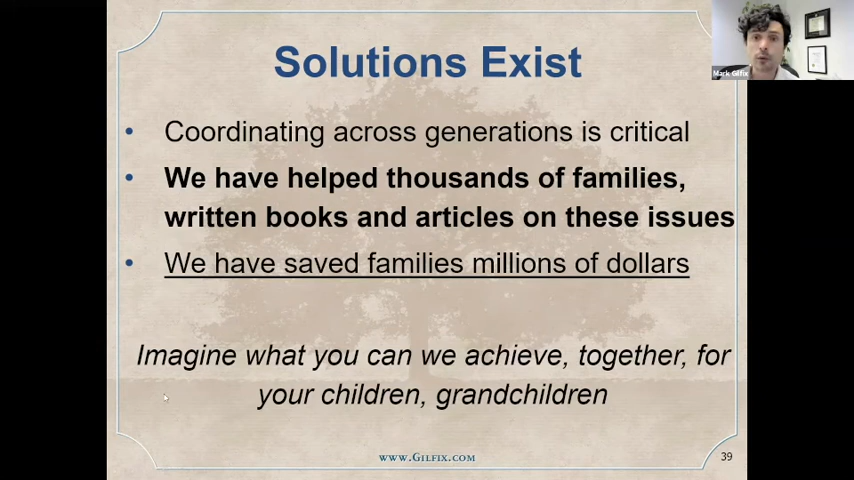 Solutions Exist
Mark Gilfix
• Coordinating across generations is critical
• We have helped thousands of families,
written books and articles on these issues
• We have saved families millions of dollars
Imagine what you can we achieve, together, for
your children, grandchildren
www.Gilfix.com
39